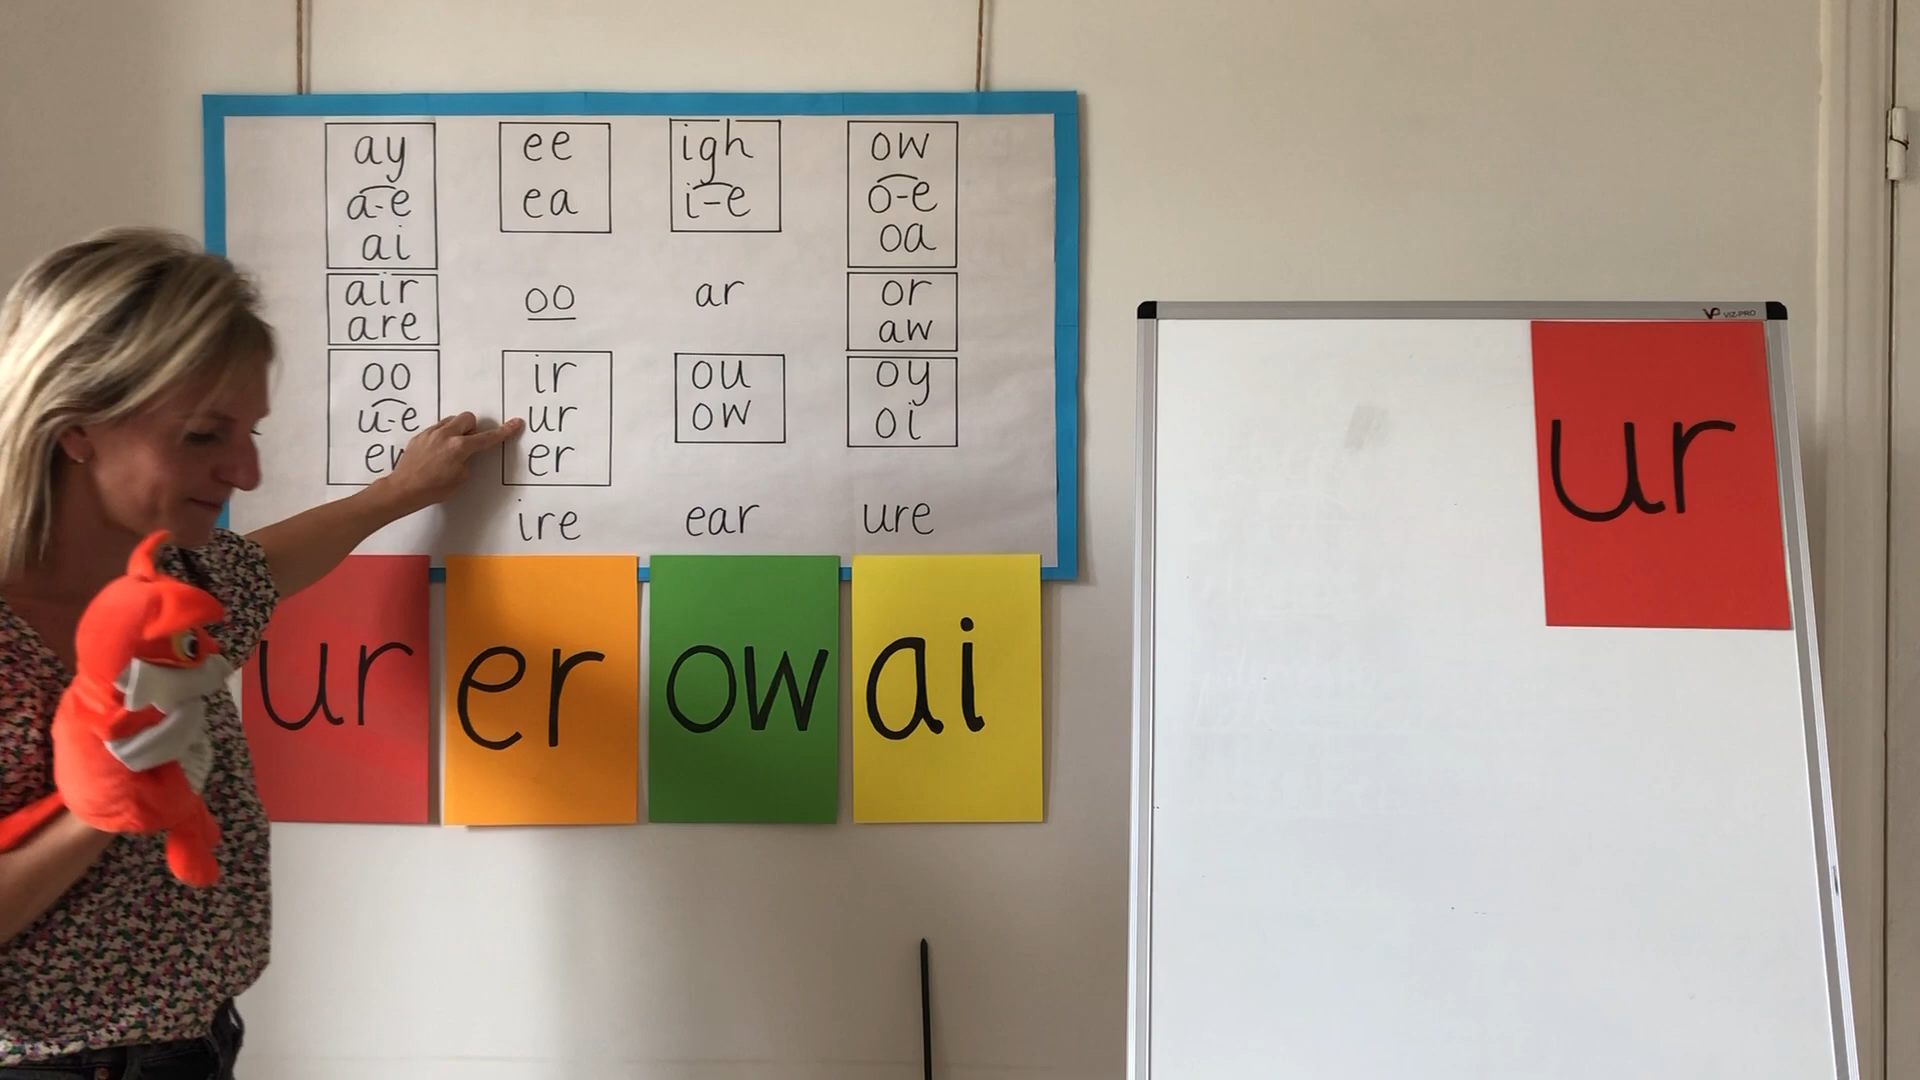 ay
a-e
ai
ee
ea
igh
i-e
ow
o-e
oa
air
are
oo
ar
or
aw
oo
u-e
ew
ir
ur
er
ou
ow
oy
oi
ire
ear
ure
ur
er
ow
ai
VIZ-PRO
ur